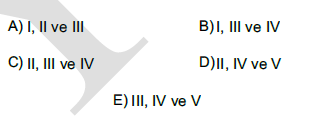 A) I, II ve III B) I, III ve IV
C) II, III ve IV D)II, IV ve V
E) III, IV ve V